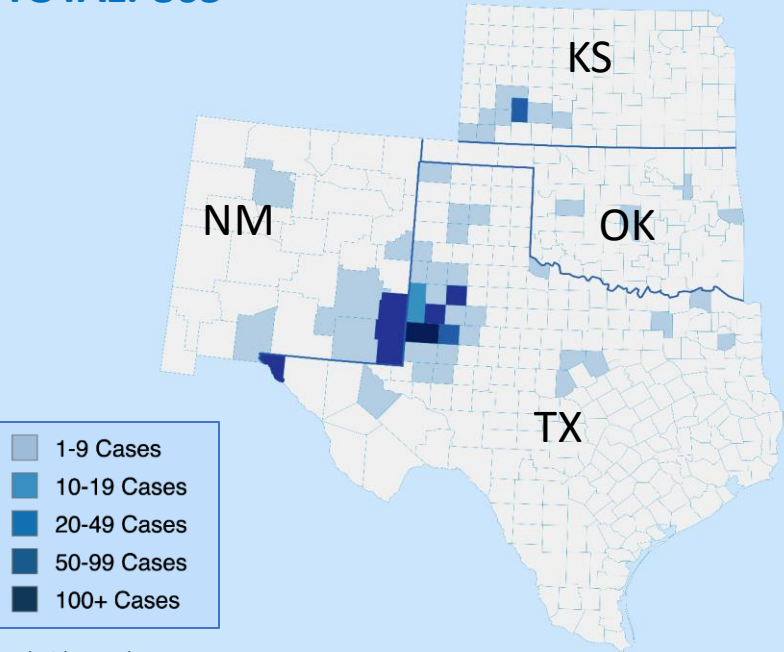 KS
NM
OK
TX
1-9 Cases
10-19 Cases
20-49 Cases
50-99 Cases
100+ Cases